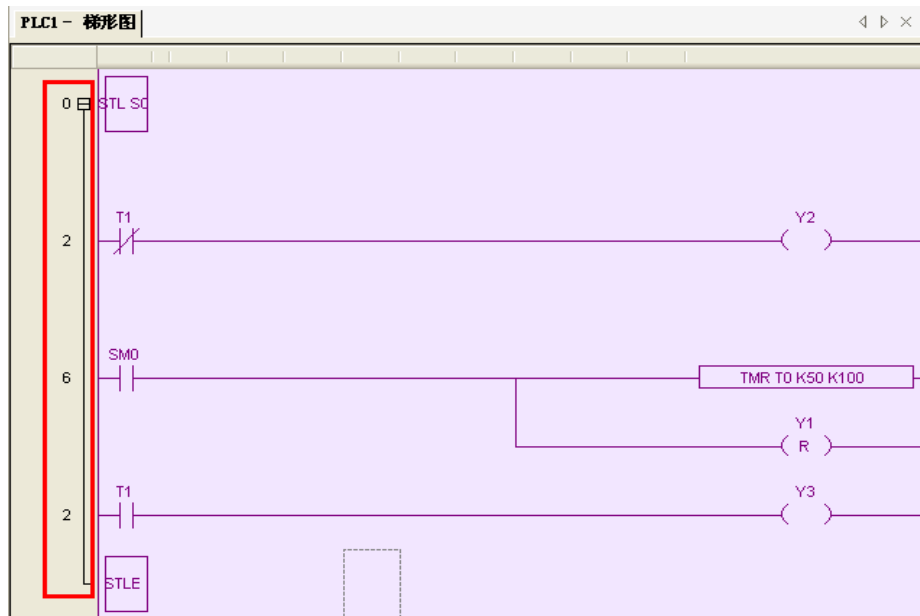 PLC1 - 梯形图
0 STL S0
T1 Y2
2
SM0
6 TMR T0 K50 K100
Y1
R
T1 Y3
2
STLE